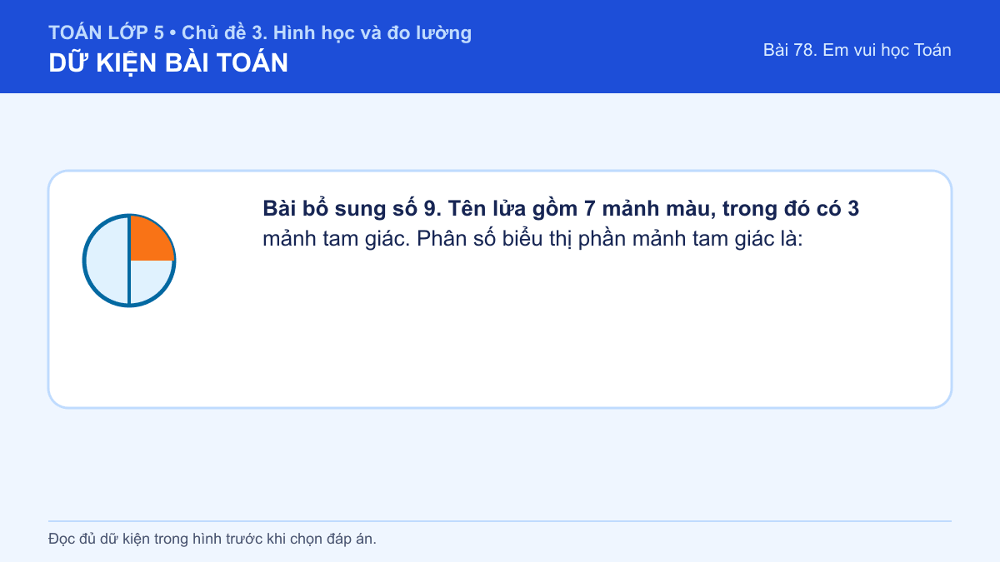 TOÁN LỚP 5 • Chủ đề 3. Hình học và đo lường
DỮ KIỆN BÀI TOÁN
Bài 78. Em vui học Toán
Bài bổ sung số 9. Tên lửa gồm 7 mảnh màu, trong đó có 3
mảnh tam giác. Phân số biểu thị phần mảnh tam giác là:
Đọc đủ dữ kiện trong hình trước khi chọn đáp án.